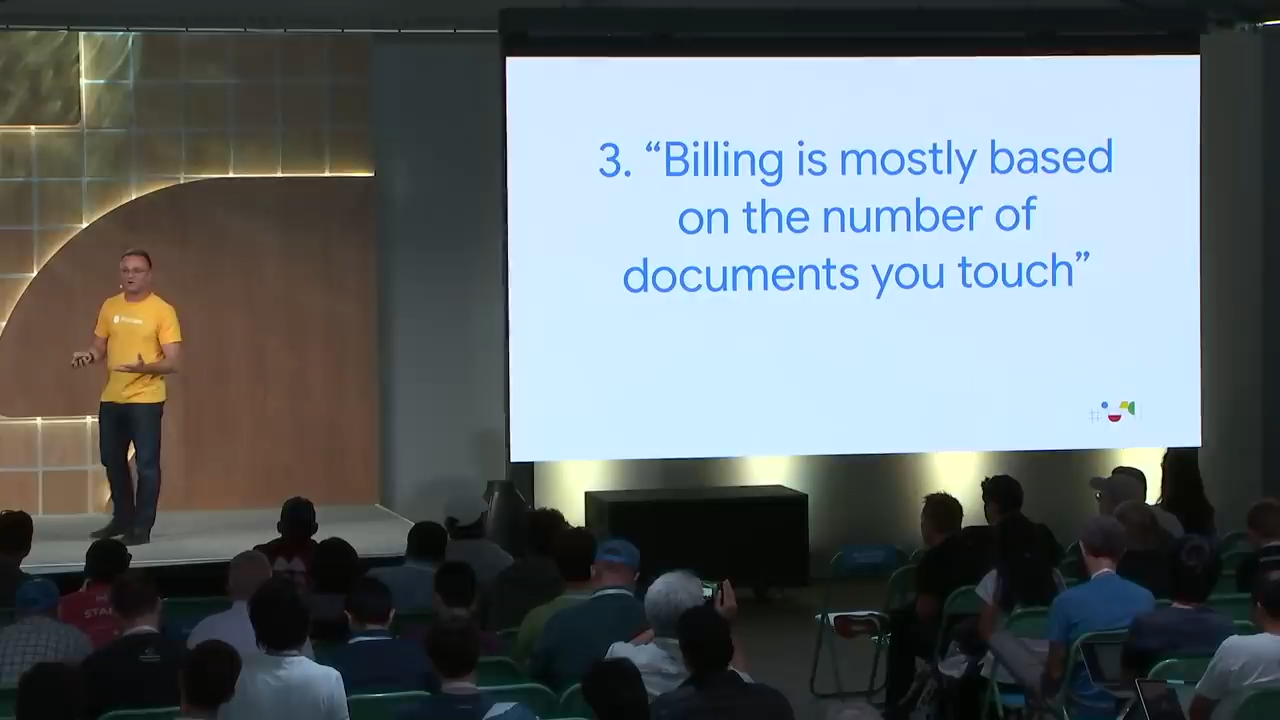 3. “Billing is mostly based
on the number of
documents you touch”